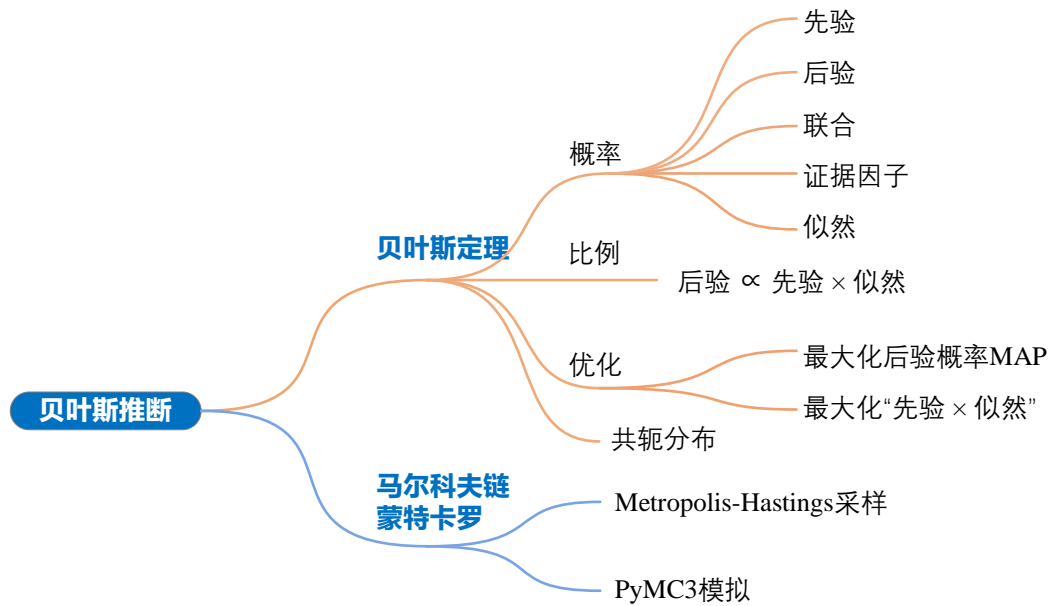 先验
后验
联合
概率
证据因子
似然
贝叶斯定理
比例
后验 ∝ 先验 × 似然
优化
最大化后验概率MAP
最大化“先验 × 似然”
贝叶斯推断
共轭分布
马尔科夫链
蒙特卡罗
Metropolis-Hastings采样
PyMC3模拟